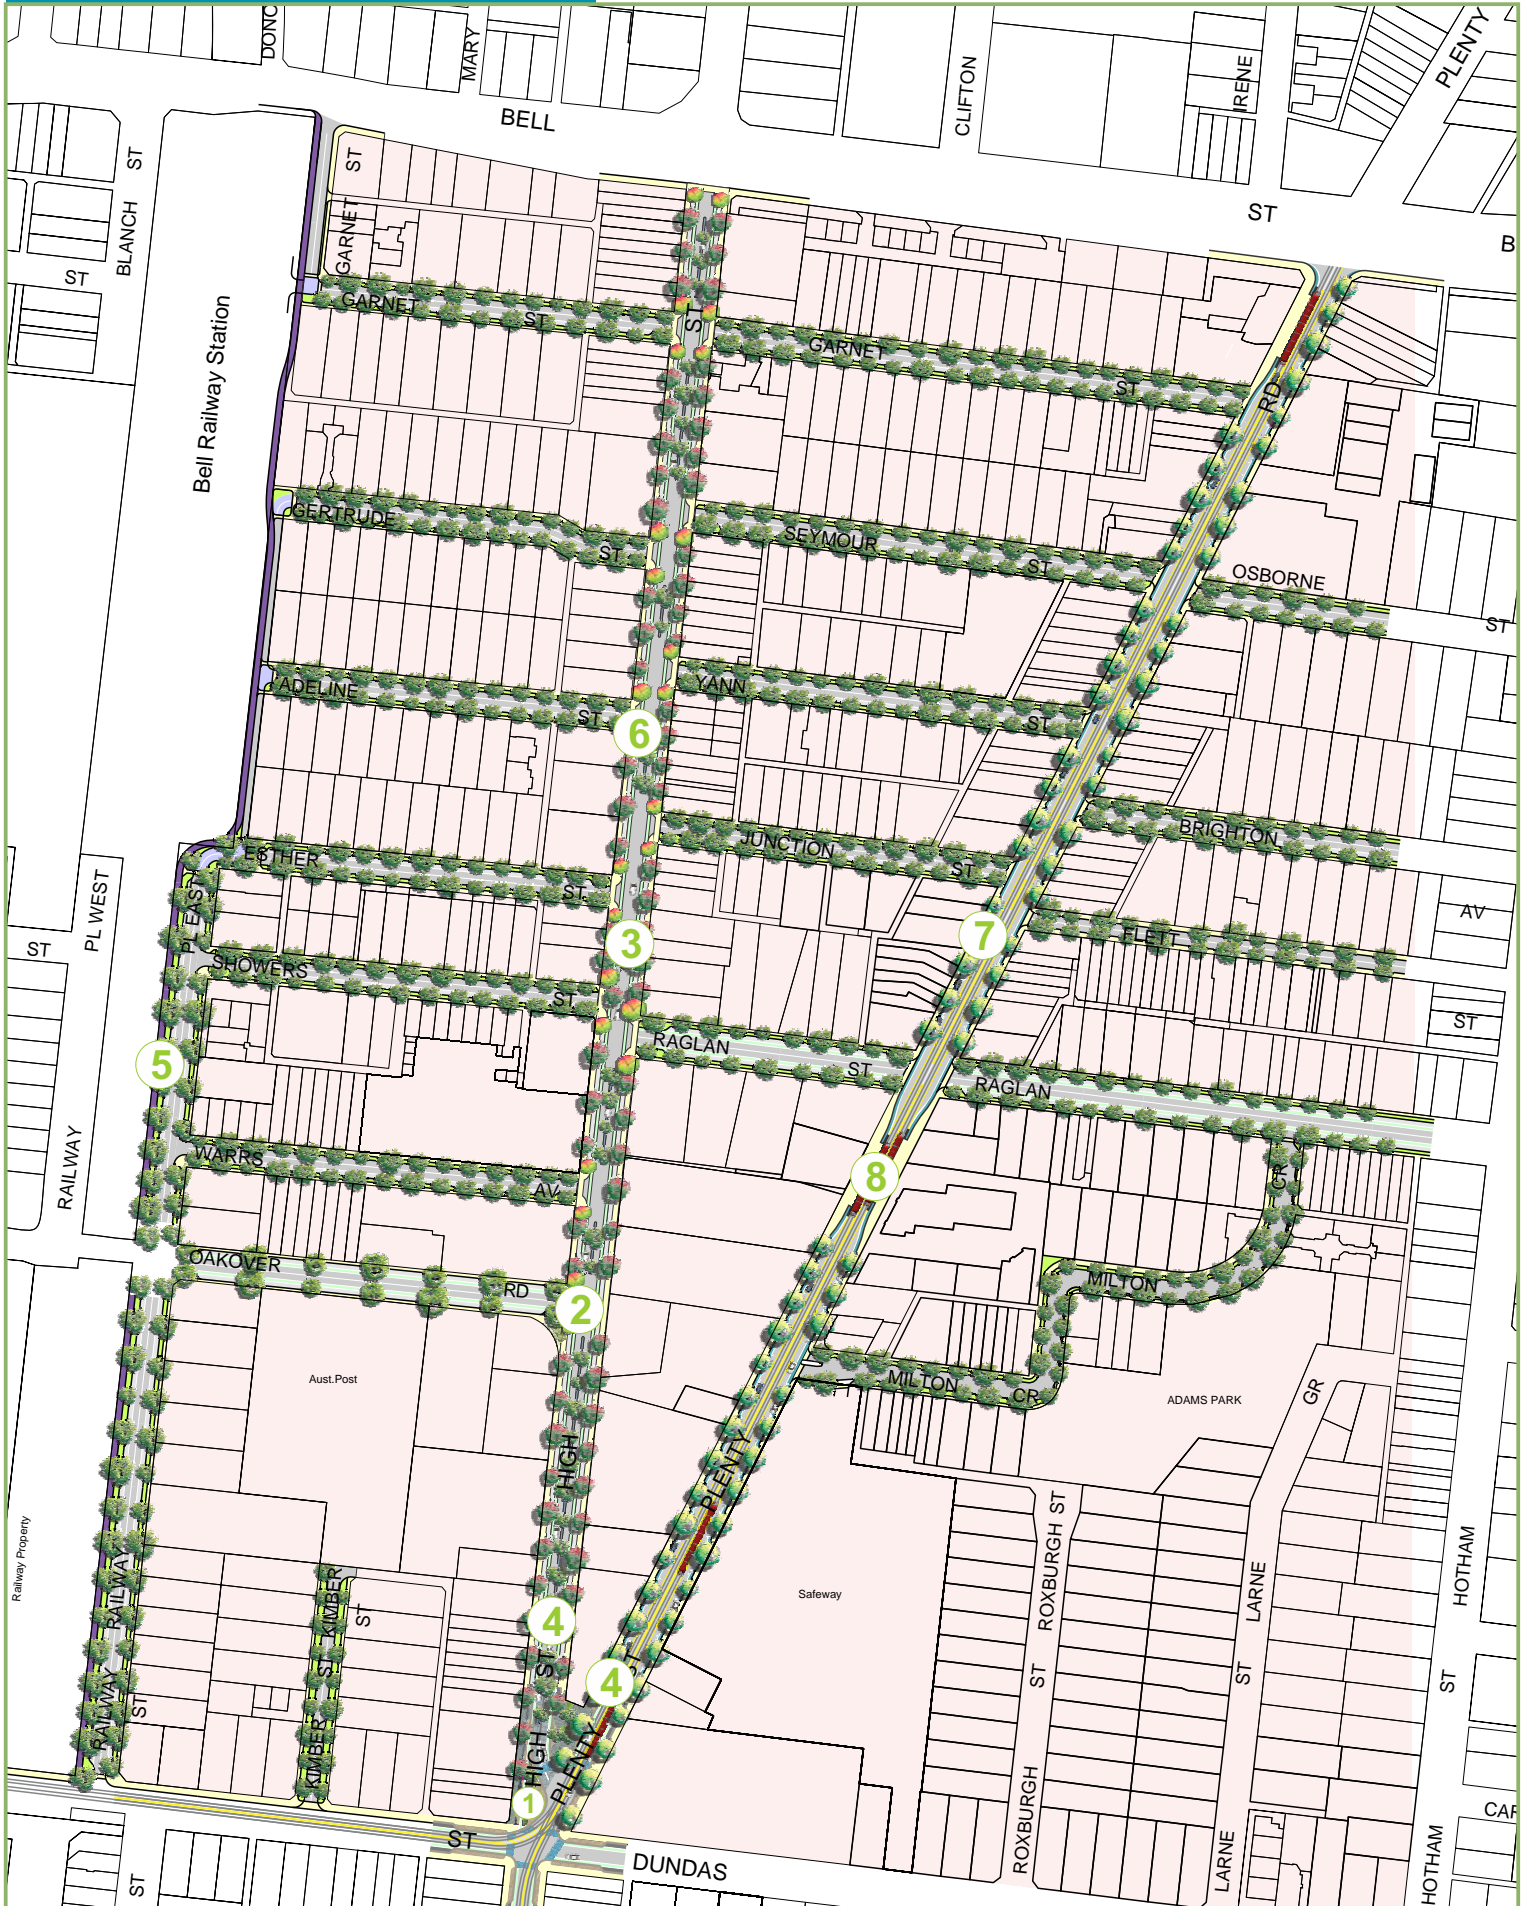 DONC
MARY
BELL
CLIFTON
IRENE
PLENTY
ST
BLANCH
ST
ST
GARNET
ST
B
ST
Bell Railway Station
GARNET
ST
ST
GARNET
ST
RD
GERTRUDE
ST
SEYMOUR
ST
OSBORNE
ST
ADELINE
ST
YANN
ST
6
ESTHER
ST
JUNCTION
ST
BRIGHTON
AV
PL WEST
PL EAST
ST
SHOWERS
ST
3
7
FLETT
ST
RAGLAN
ST
RAGLAN
5
RAILWAY
WARRS
AV
8
CR
OAKOVER
RD
2
MILTON
MILTON
CR
Aust.Post
ADAMS PARK
GR
HIGH
PLENTY
Railway Property
RAILWAY
KIMBER
ST
ST
4
ST
Safeway
ROXBURGH ST
ST
LARNE
ST
HOTHAM
ST
4
ST
RAILWAY
ST
KIMBER
HIGH
PLENTY
1
ROXBURGH
LARNE
HOTHAM
CAR
ST
DUNDAS
ST